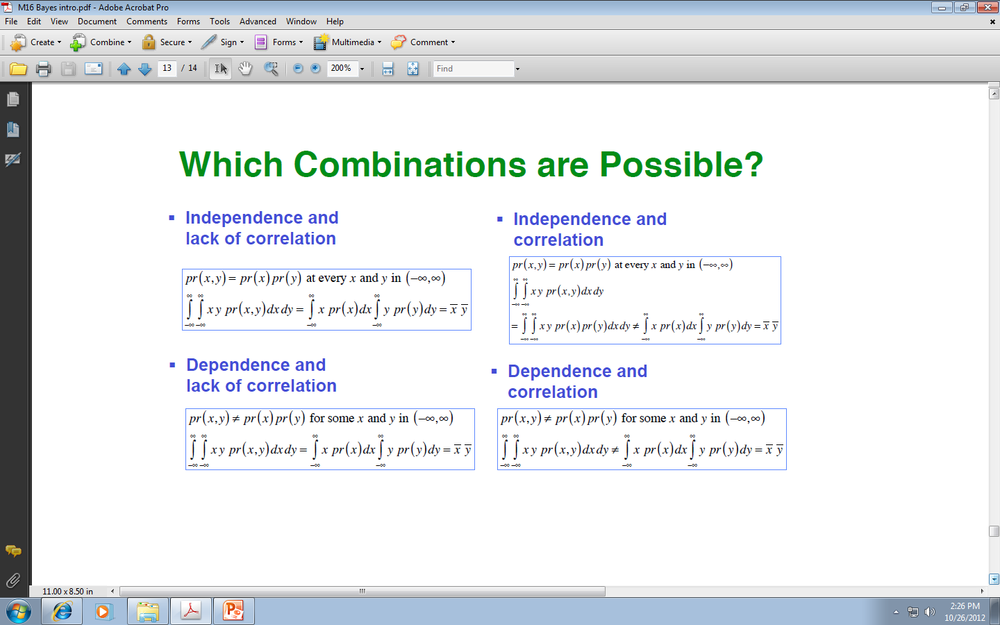 M16 Bayes intro.pdf - Adobe Acrobat Pro
File Edit View Document Comments Forms Tools Advanced Window Help
Create Combine Secure Sign Forms Multimedia Comment
13 / 14 200% Find
Which Combinations are Possible?
▪ Independence and
lack of correlation
pr(x,y) = pr(x) pr(y) at every x and y in (−∞,∞)
∫_{−∞}^{∞} ∫_{−∞}^{∞} x y pr(x,y) dx dy = ∫_{−∞}^{∞} x pr(x) dx ∫_{−∞}^{∞} y pr(y) dy = x̅ y̅
▪ Independence and
correlation
pr(x,y) = pr(x) pr(y) at every x and y in (−∞,∞)
∫_{−∞}^{∞} ∫_{−∞}^{∞} x y pr(x,y) dx dy
= ∫_{−∞}^{∞} ∫_{−∞}^{∞} x y pr(x) pr(y) dx dy ≠ ∫_{−∞}^{∞} x pr(x) dx ∫_{−∞}^{∞} y pr(y) dy = x̅ y̅
▪ Dependence and
lack of correlation
pr(x,y) ≠ pr(x) pr(y) for some x and y in (−∞,∞)
∫_{−∞}^{∞} ∫_{−∞}^{∞} x y pr(x,y) dx dy = ∫_{−∞}^{∞} x pr(x) dx ∫_{−∞}^{∞} y pr(y) dy = x̅ y̅
▪ Dependence and
correlation
pr(x,y) ≠ pr(x) pr(y) for some x and y in (−∞,∞)
∫_{−∞}^{∞} ∫_{−∞}^{∞} x y pr(x,y) dx dy ≠ ∫_{−∞}^{∞} x pr(x) dx ∫_{−∞}^{∞} y pr(y) dy = x̅ y̅
11.00 x 8.50 in
2:26 PM
10/26/2012